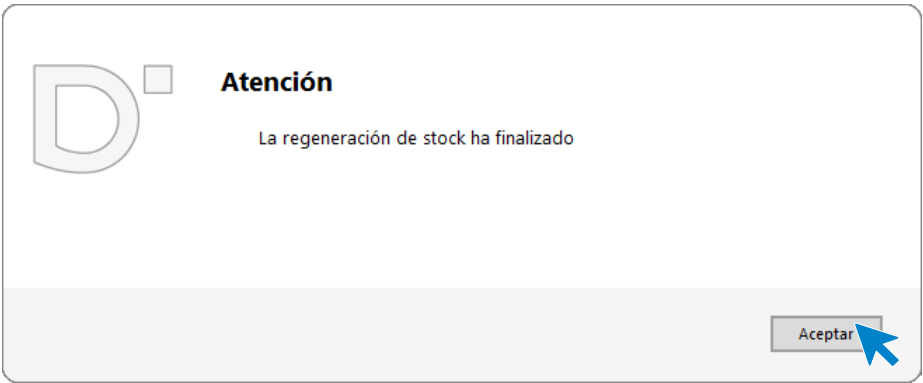 Atención
La regeneración de stock ha finalizado
Aceptar